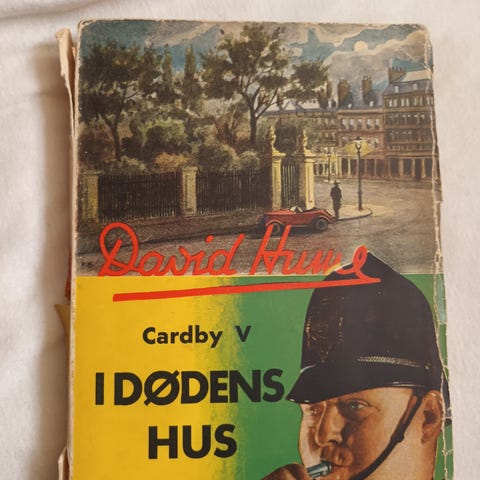 David Hume
Cardby V
I DØDENS
HUS